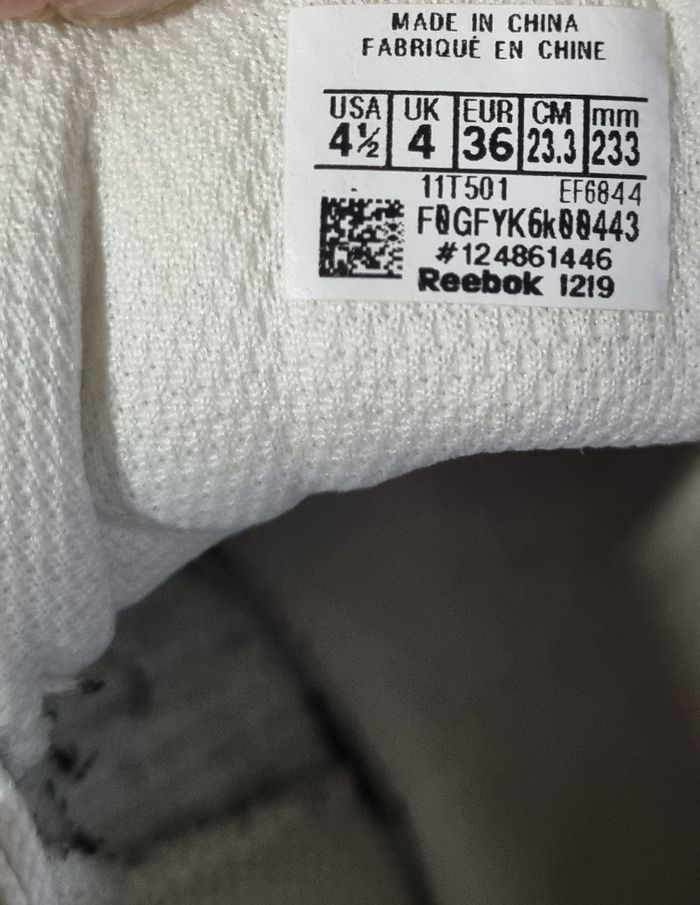 MADE IN CHINA
FABRIQUÉ EN CHINE
USA UK EUR CM mm
4½ 4 36 23.3 233
11T501 EF6844
F0GFYK6k00443
#124861446
Reebok 1219